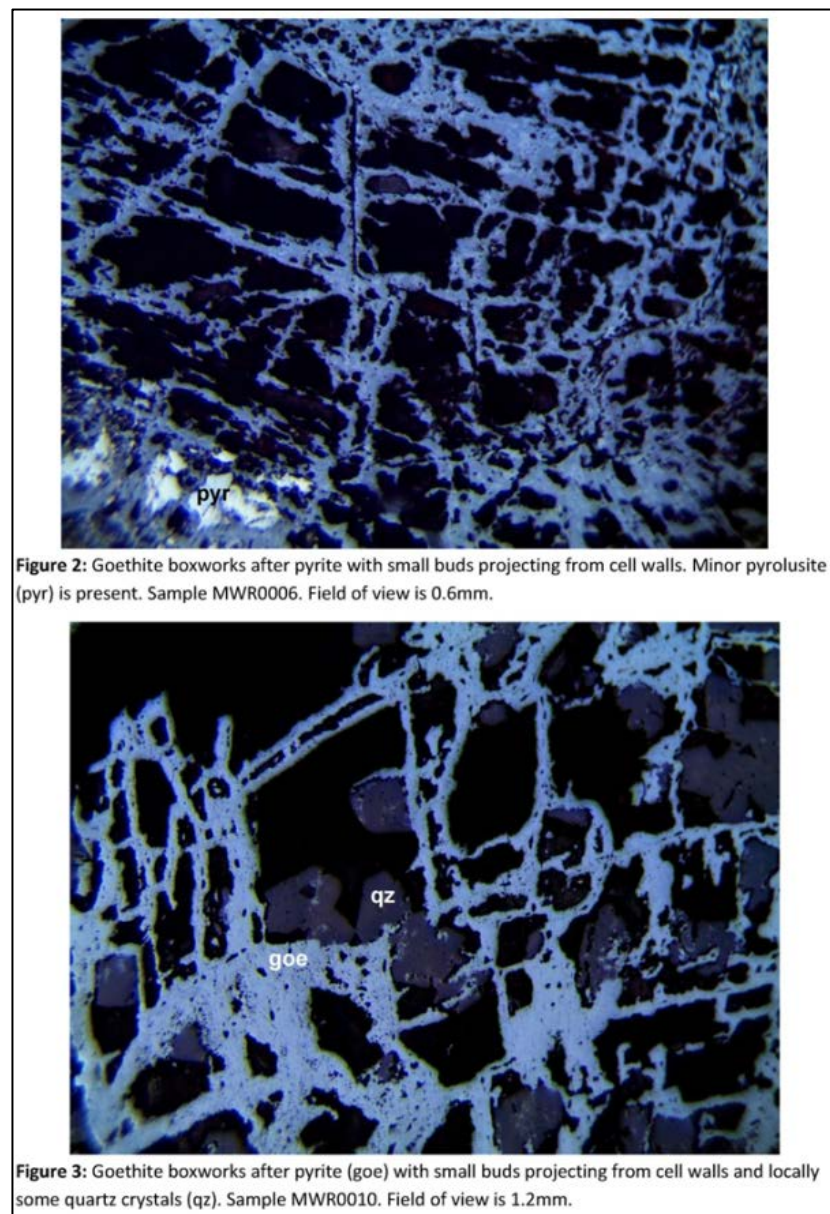 pyr
Figure 2: Goethite boxworks after pyrite with small buds projecting from cell walls. Minor pyrolusite
(pyr) is present. Sample MWR0006. Field of view is 0.6mm.
qz
goe
Figure 3: Goethite boxworks after pyrite (goe) with small buds projecting from cell walls and locally
some quartz crystals (qz). Sample MWR0010. Field of view is 1.2mm.